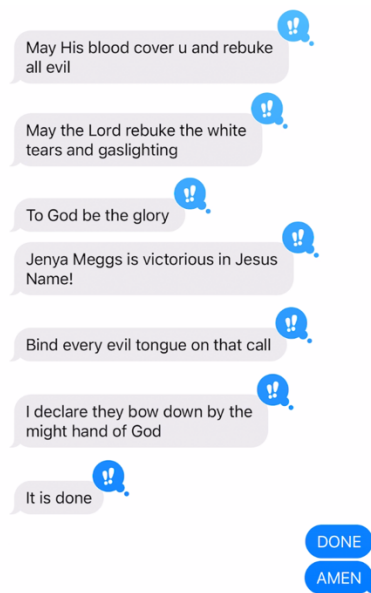 May His blood cover u and rebuke
all evil
May the Lord rebuke the white
tears and gaslighting
To God be the glory
Jenya Meggs is victorious in Jesus
Name!
Bind every evil tongue on that call
I declare they bow down by the
might hand of God
It is done
DONE
AMEN